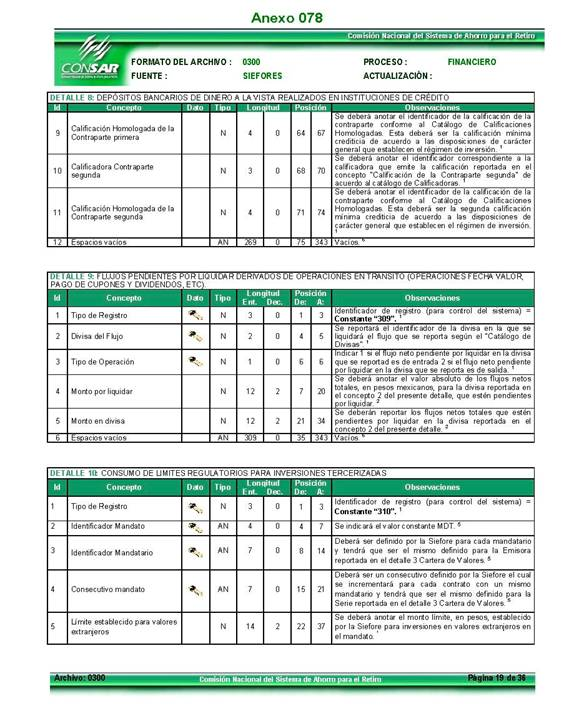 Anexo 078
Comisión Nacional del Sistema de Ahorro para el Retiro
CONSAR
FORMATO DEL ARCHIVO : 0300 PROCESO : FINANCIERO
FUENTE : SIEFORES ACTUALIZACIÓN :
DETALLE 8: DEPÓSITOS BANCARIOS DE DINERO A LA VISTA REALIZADOS EN INSTITUCIONES DE CRÉDITO
Id Concepto Dato Tipo Longitud Posición Observaciones
9 Calificación Homologada de la Contraparte primera N 4 0 64 67 Se deberá anotar el identificador de la calificación de la
contraparte conforme al Catálogo de Calificaciones
Homologadas. Esta deberá ser la calificación mínima
crediticia de acuerdo a las disposiciones de carácter
general que establecen el régimen de inversión. 1
10 Calificadora Contraparte segunda N 3 0 68 70 Se deberá anotar el identificador correspondiente a la
calificadora que emite la calificación reportada en el
concepto "Calificación de la Contraparte segunda" de
acuerdo al catálogo de Calificadoras. 1
11 Calificación Homologada de la Contraparte segunda N 4 0 71 74 Se deberá anotar el identificador de la calificación de la
contraparte conforme al Catálogo de Calificaciones
Homologadas. Esta deberá ser la segunda calificación
mínima crediticia de acuerdo a las disposiciones de
carácter general que establecen el régimen de inversión.
1
12 Espacios vacíos AN 269 0 75 343 Vacíos. 6
DETALLE 9: FLUJOS PENDIENTES POR LIQUIDAR DERIVADOS DE OPERACIONES EN TRANSITO (OPERACIONES FECHA VALOR,
PAGO DE CUPONES Y DIVIDENDOS, ETC).
Id Concepto Dato Tipo Longitud Posición Observaciones
Ent. Dec. De: A:
1 Tipo de Registro N 3 0 1 3 Identificador de registro (para control del sistema) =
Constante "309". 1
2 Divisa del Flujo N 2 0 4 5 Se reportará el identificador de la divisa en la que se
liquidará el flujo que se reporta según el "Catálogo de
Divisas". 1
3 Tipo de Operación N 1 0 6 6 Indicar 1 si el flujo neto pendiente por liquidar en la divisa
que se reportad es de entrada 2 si el flujo neto pendiente
por liquidar en la divisa que se reporta es de salida. 1
4 Monto por liquidar N 12 2 7 20 Se deberá anotar el valor absoluto de los flujos netos
totales, en pesos mexicanos, para la divisa reportada en
el concepto 2 del presente detalle, que estén pendientes
por liquidar. 2
5 Monto en divisa N 12 2 21 34 Se deberán reportar los flujos netos totales que estén
pendientes por liquidar en la divisa reportada en el
concepto 2 del presente detalle. 2
6 Espacios vacíos AN 309 0 35 343 Vacíos. 6
DETALLE 10: CONSUMO DE LIMITES REGULATORIOS PARA INVERSIONES TERCERIZADAS
Id Concepto Dato Tipo Longitud Posición Observaciones
Ent. Dec. De: A:
1 Tipo de Registro N 3 0 1 3 Identificador de registro (para control del sistema) =
Constante "310". 1
2 Identificador Mandato AN 4 0 4 7 Se indicará el valor constante MDT. 5
3 Identificador Mandatario AN 7 0 8 14 Deberá ser definido por la Siefore para cada mandatario
y tendrá que ser el mismo definido para la Emisora
reportada en el detalle 3 Cartera de Valores. 5
4 Consecutivo mandato AN 7 0 15 21 Deberá ser un consecutivo definido por la Siefore el cual
se incrementará para cada contrato con un mismo
mandatario y tendrá que ser el mismo definido para la
Serie reportada en el detalle 3 Cartera de Valores. 5
5 Límite establecido para valores extranjeros N 14 2 22 37 Se deberá anotar el monto límite, en pesos, establecido
por la Siefore para inversiones en valores extranjeros en
el mandato.
Archivo: 0300 Comisión Nacional del Sistema de Ahorro para el Retiro Página 19 de 36